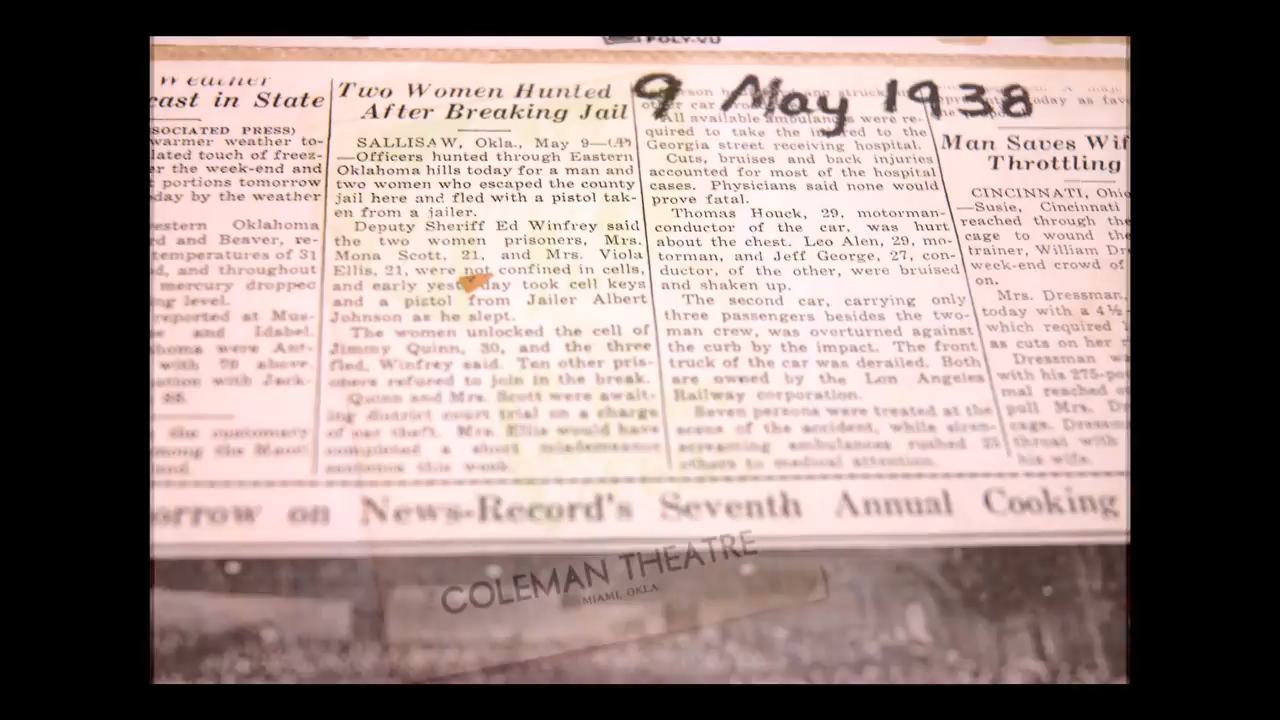 POLY-VU
9 May 1938
Weather
cast in State
SOCIATED PRESS)
warmer weather to-
lated touch of freez-
r the week-end and
portions tomorrow
day by the weather
estern Oklahoma
rd and Beaver, re-
temperatures of 31
d, and throughout
mercury dropped
ng level.
reported at Mus-
e and Idabel.
homa were Ant-
with 76 above.
the customary
Two Women Hunted
After Breaking Jail
SALLISAW, Okla., May 9—(AP)
—Officers hunted through Eastern
Oklahoma hills today for a man and
two women who escaped the county
jail here and fled with a pistol tak-
en from a jailer.
Deputy Sheriff Ed Winfrey said
the two women prisoners, Mrs.
Mona Scott, 21, and Mrs. Viola
Ellis, 21, were not confined in cells,
and early yest day took cell keys
and a pistol from Jailer Albert
Johnson as he slept.
The women unlocked the cell of
Jimmy Quinn, 30, and the three
fled, Winfrey said. Ten other pris-
oners refused to join in the break.
Quinn and Mrs. Scott were await-
ing district court trial on a charge
of car theft. Mrs. Ellis would have
completed a short misdemeanor
sentence this week.
All available ambulances were re-
quired to take the injured to the
Georgia street receiving hospital.
Cuts, bruises and back injuries
accounted for most of the hospital
cases. Physicians said none would
prove fatal.
Thomas Houck, 29, motorman-
conductor of the car, was hurt
about the chest. Leo Alen, 29, mo-
torman, and Jeff George, 27, con-
ductor, of the other, were bruised
and shaken up.
The second car, carrying only
three passengers besides the two-
man crew, was overturned against
the curb by the impact. The front
truck of the car was derailed. Both
are owned by the Lon Angeles
Railway corporation.
Seven persons were treated at the
scene of the accident, while siren-
screaming ambulances rushed 25
others to medical attention.
today as fav
Man Saves Wif
Throttling
CINCINNATI, Ohio
—Susie, Cincinnati
reached through the
cage to wound the
trainer, William Dr
week-end crowd of
on.
Mrs. Dressman,
today with a 4½-
which required
as cuts on her
Dressman wa
with his 275-po
mal reached o
pull Mrs. Dr
cage. Dressm
throat with
his wife.
orrow on News-Record's Seventh Annual Cooking
COLEMAN THEATRE
MIAMI, OKLA